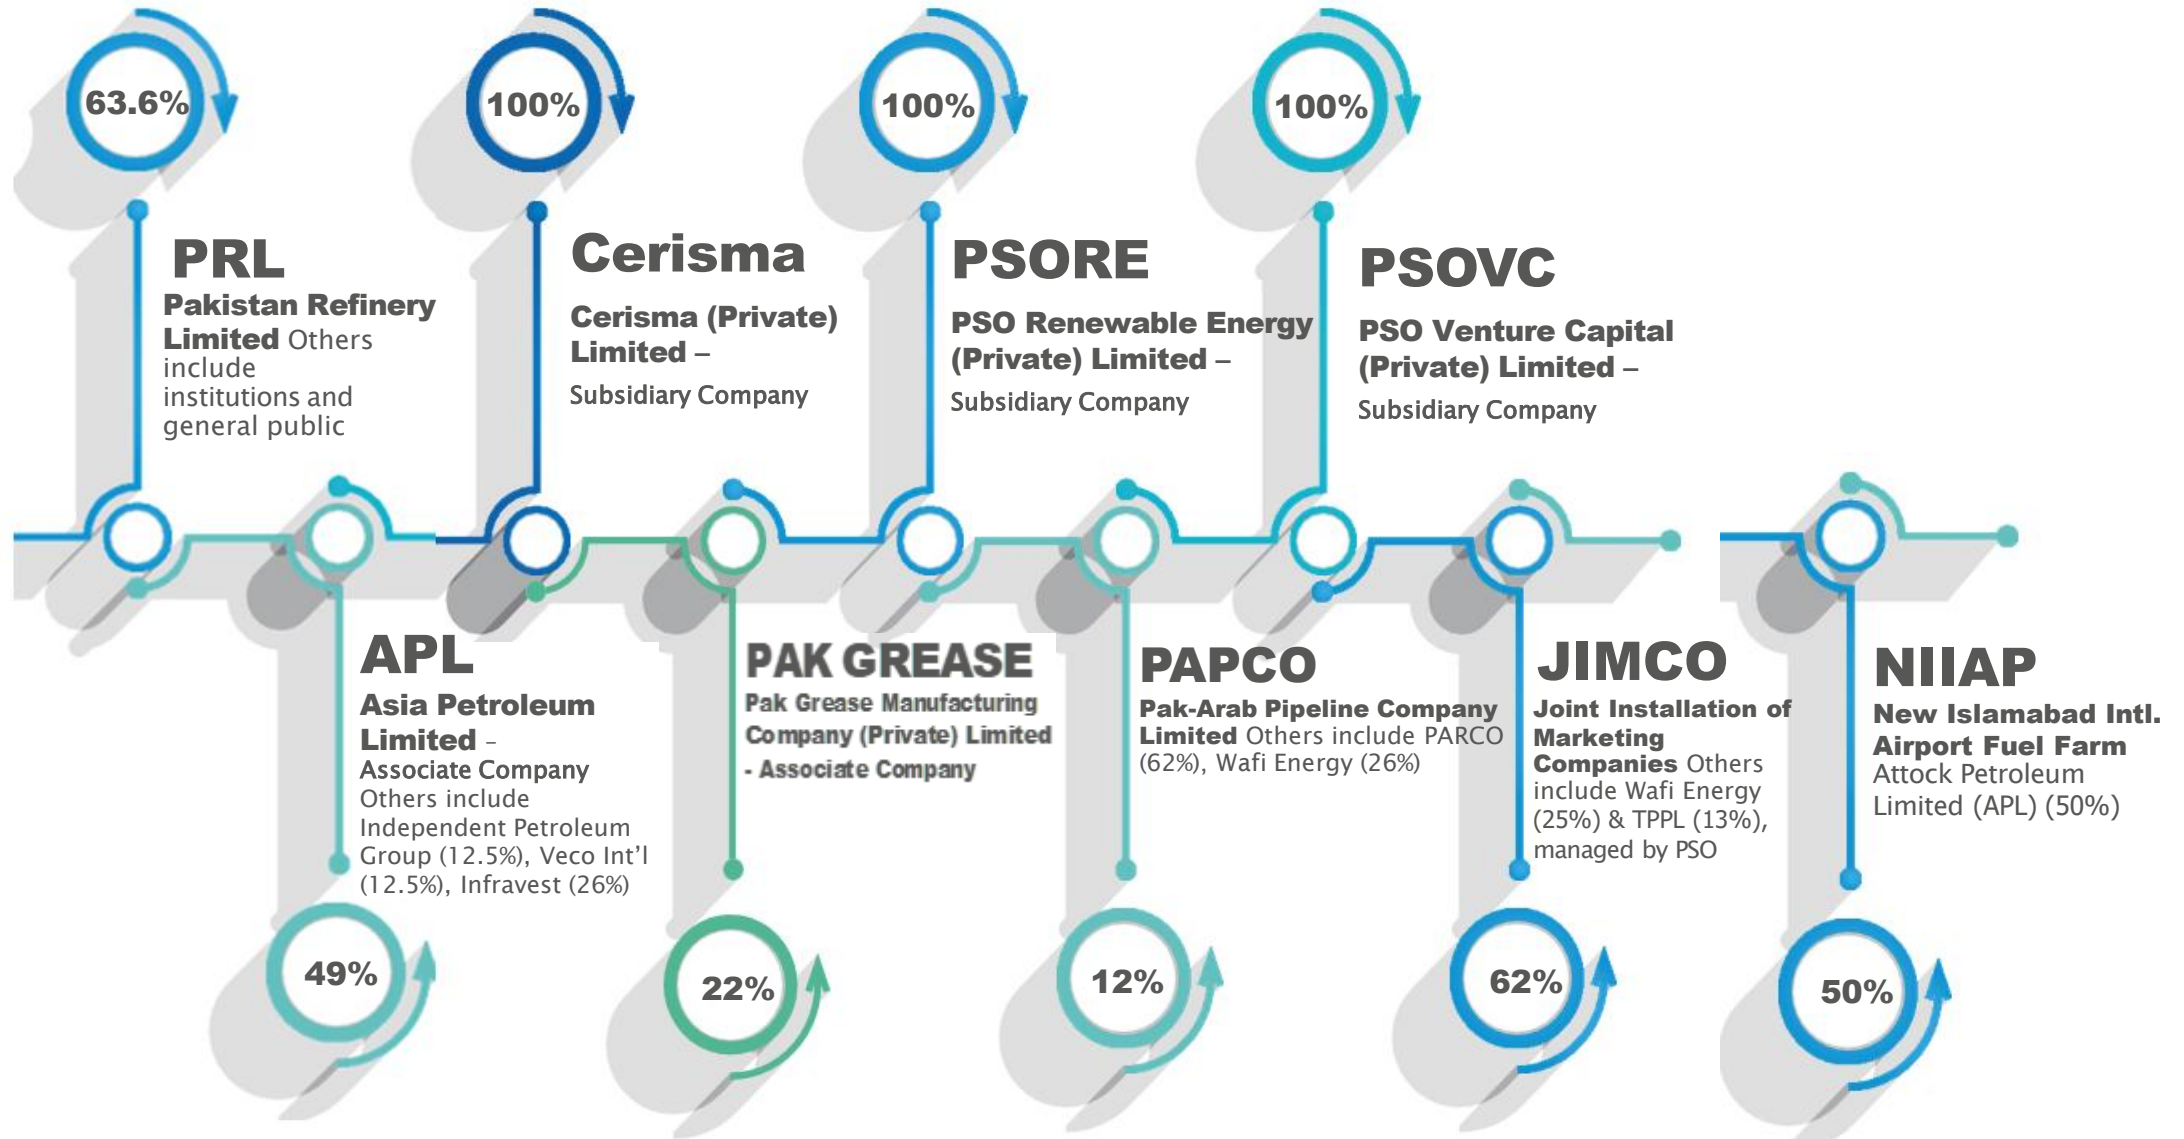 63.6%
PRL
Pakistan Refinery
Limited Others
include
institutions and
general public
100%
Cerisma
Cerisma (Private)
Limited –
Subsidiary Company
100%
PSORE
PSO Renewable Energy
(Private) Limited –
Subsidiary Company
100%
PSOVC
PSO Venture Capital
(Private) Limited –
Subsidiary Company
APL
Asia Petroleum
Limited –
Associate Company
Others include
Independent Petroleum
Group (12.5%), Veco Int’l
(12.5%), Infravest (26%)
49%
PAK GREASE
Pak Grease Manufacturing
Company (Private) Limited
- Associate Company
22%
PAPCO
Pak-Arab Pipeline Company
Limited Others include PARCO
(62%), Wafi Energy (26%)
12%
JIMCO
Joint Installation of
Marketing
Companies Others
include Wafi Energy
(25%) & TPPL (13%),
managed by PSO
62%
NIIAP
New Islamabad Intl.
Airport Fuel Farm
Attock Petroleum
Limited (APL) (50%)
50%